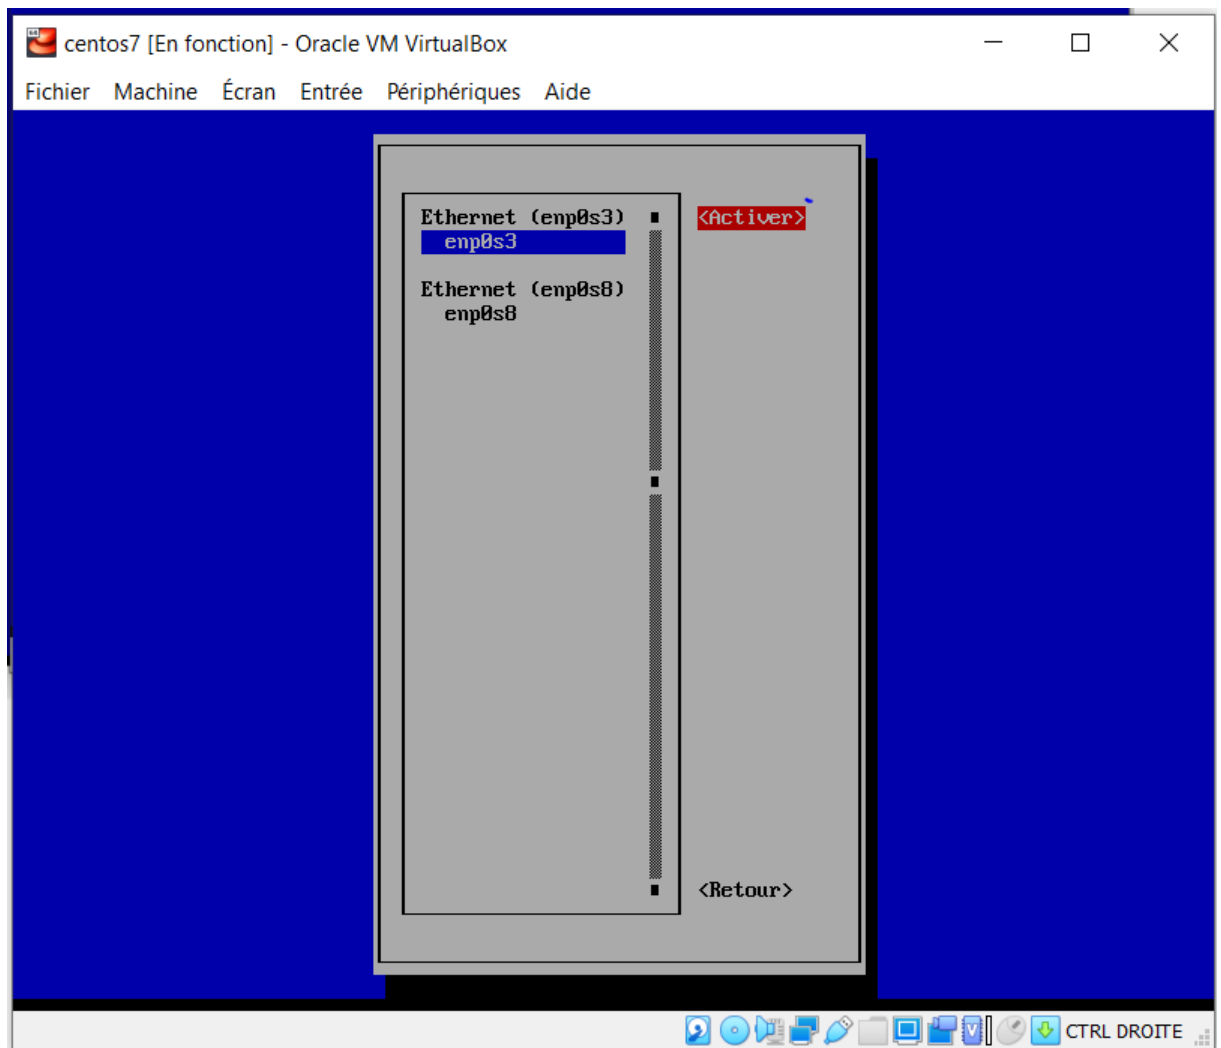 centos7 [En fonction] - Oracle VM VirtualBox
Fichier Machine Écran Entrée Périphériques Aide
Ethernet (enp0s3) <Activer>
enp0s3
Ethernet (enp0s8)
enp0s8
<Retour>
CTRL DROITE